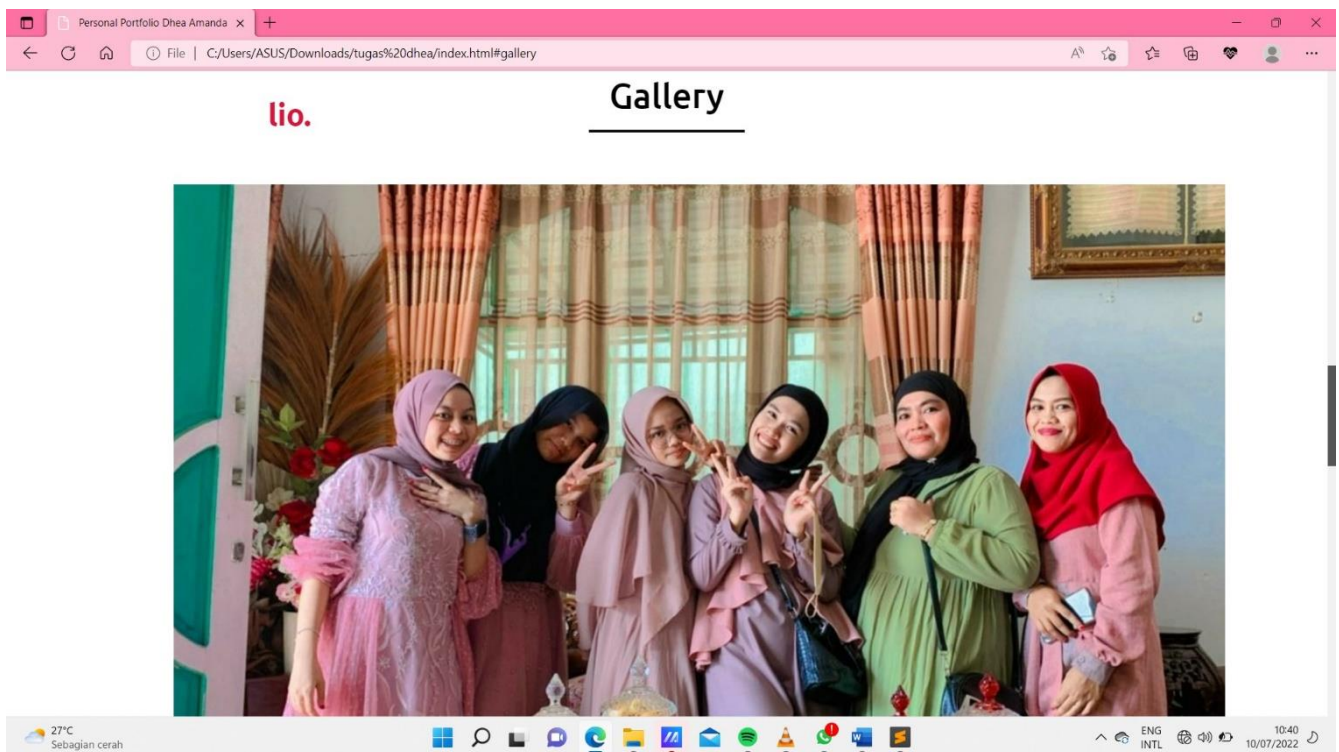 Personal Portfolio Dhea Amanda
File | C:/Users/ASUS/Downloads/tugas%20dhea/index.html#gallery
lio.
Gallery
27°C
Sebagian cerah
ENG
INTL
10:40
10/07/2022